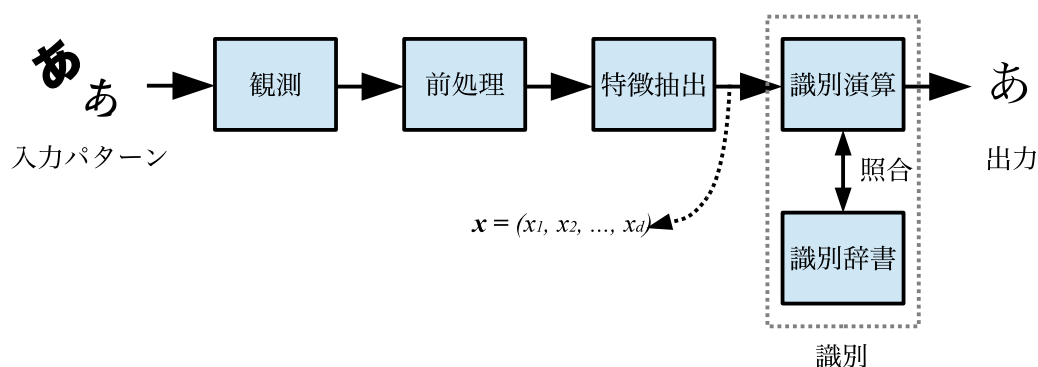 あ
あ
入力パターン
観測
前処理
特徴抽出
識別演算
あ
出力
照合
x = (x1, x2, ..., xd)
識別辞書
識別